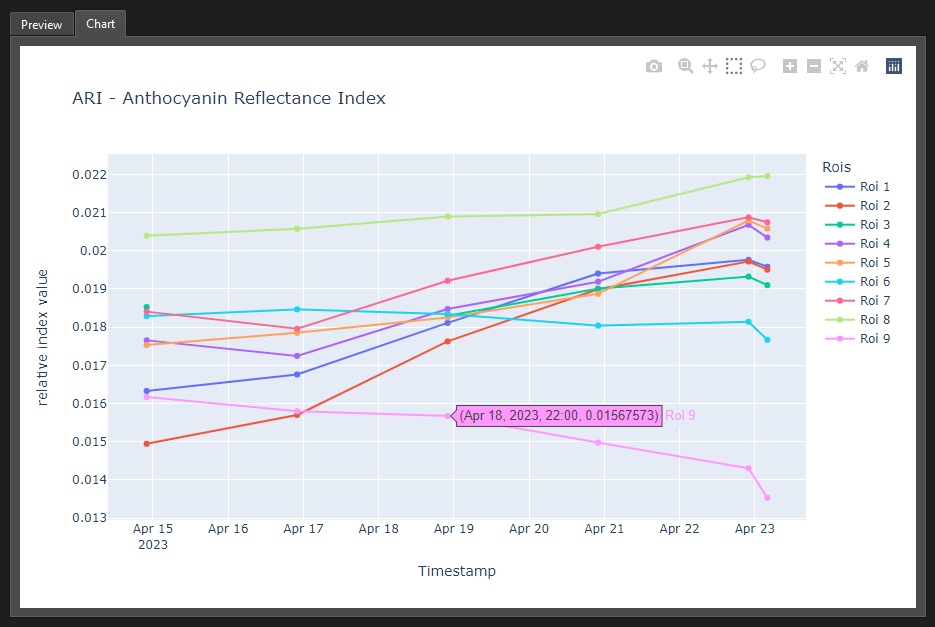 Preview Chart
ARI - Anthocyanin Reflectance Index
relative index value
0.022
0.021
0.02
0.019
0.018
0.017
0.016
0.015
0.014
0.013
(Apr 18, 2023, 22:00, 0.01567573) Roi 9
Apr 15 Apr 16 Apr 17 Apr 18 Apr 19 Apr 20 Apr 21 Apr 22 Apr 23
2023
Timestamp
Rois
Roi 1
Roi 2
Roi 3
Roi 4
Roi 5
Roi 6
Roi 7
Roi 8
Roi 9